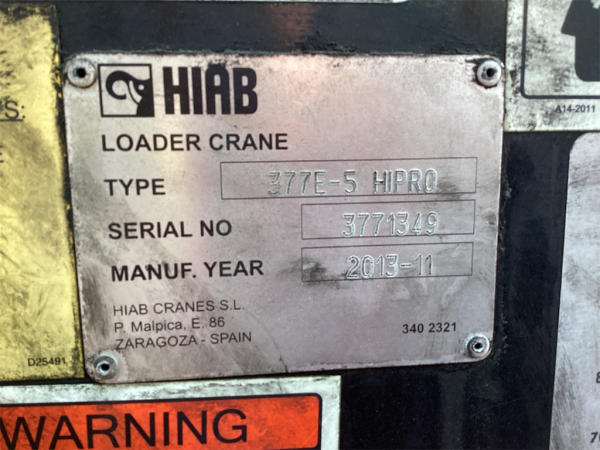 HIAB
LOADER CRANE
TYPE 377E-5 HIPRO
SERIAL NO 3771349
MANUF. YEAR 2013-11
HIAB CRANES S.L.
P. Malpica, E. 86
ZARAGOZA - SPAIN
340 2321
D25491
A14-2011
WARNING